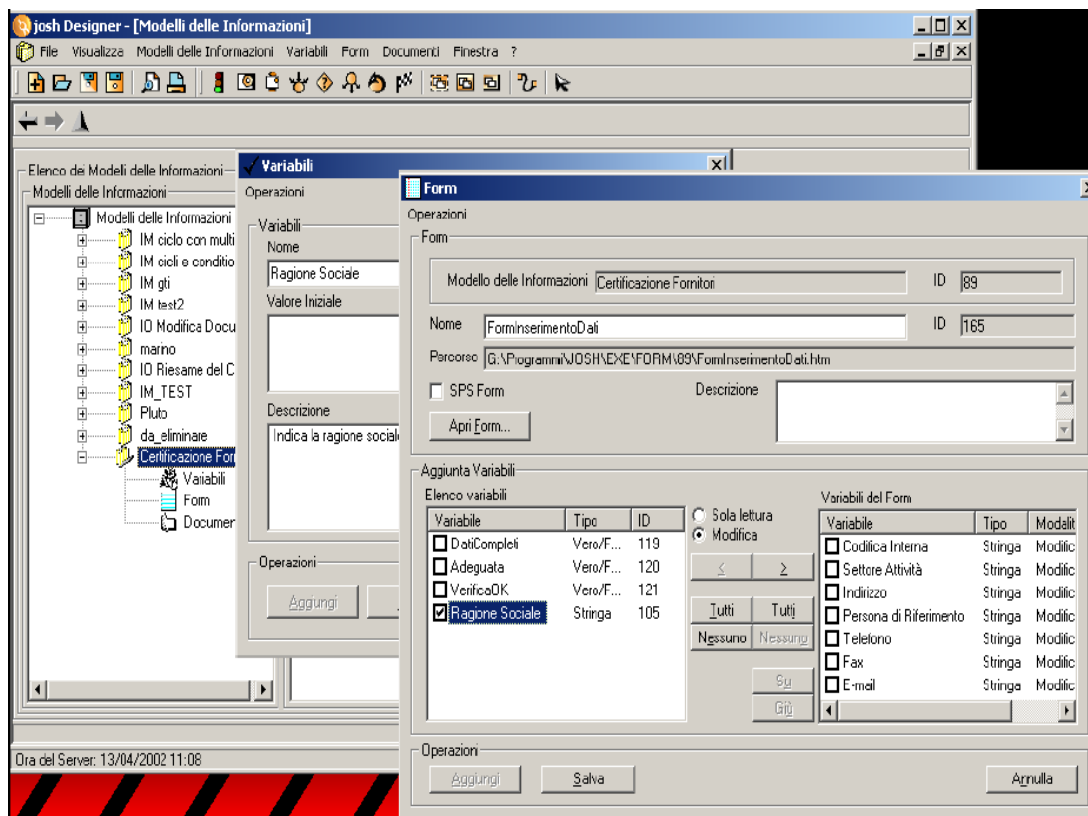 josh Designer - [Modelli delle Informazioni]
File Visualizza Modelli delle Informazioni Variabili Form Documenti Finestra ?
Elenco dei Modeli delle Informazioni
Modelli delle Informazioni
Modelli delle Informazioni
IM ciclo con multi
IM cicli e conditio
IM gti
IM test2
IO Modifica Docu
marino
IO Riesame del C
IM_TEST
Pluto
da_eliminare
Certificazione For
Variabili
Form
Documer
Ora del Server: 13/04/2002 11:08
Variabili
Operazioni
Variabili
Nome
Ragione Sociale
Valore Iniziale
Descrizione
Indica la ragione sociale
Operazioni
Aggiungi
Form
Operazioni
Form
Modello delle Informazioni Certificazione Fornitori ID 89
Nome FormInserimentoDati ID 165
Percorso G:\Programmi\JOSH\EXE\FORM\89\FormInserimentoDati.htm
SPS Form Descrizione
Apri Form...
Aggiunta Variabili
Elenco variabili
Variabile Tipo ID
DatiCompleti Vero/F... 119
Adeguata Vero/F... 120
VerificaOK Vero/F... 121
Ragione Sociale Stringa 105
Sola lettura
Modifica
< >
Tutti Tutti
Nessuno Nessuno
Su
Giù
Variabili del Form
Variabile Tipo Modalit
Codifica Interna Stringa Modific
Settore Attività Stringa Modific
Indirizzo Stringa Modific
Persona di Riferimento Stringa Modific
Telefono Stringa Modific
Fax Stringa Modific
E-mail Stringa Modific
Operazioni
Aggiungi Salva Annulla